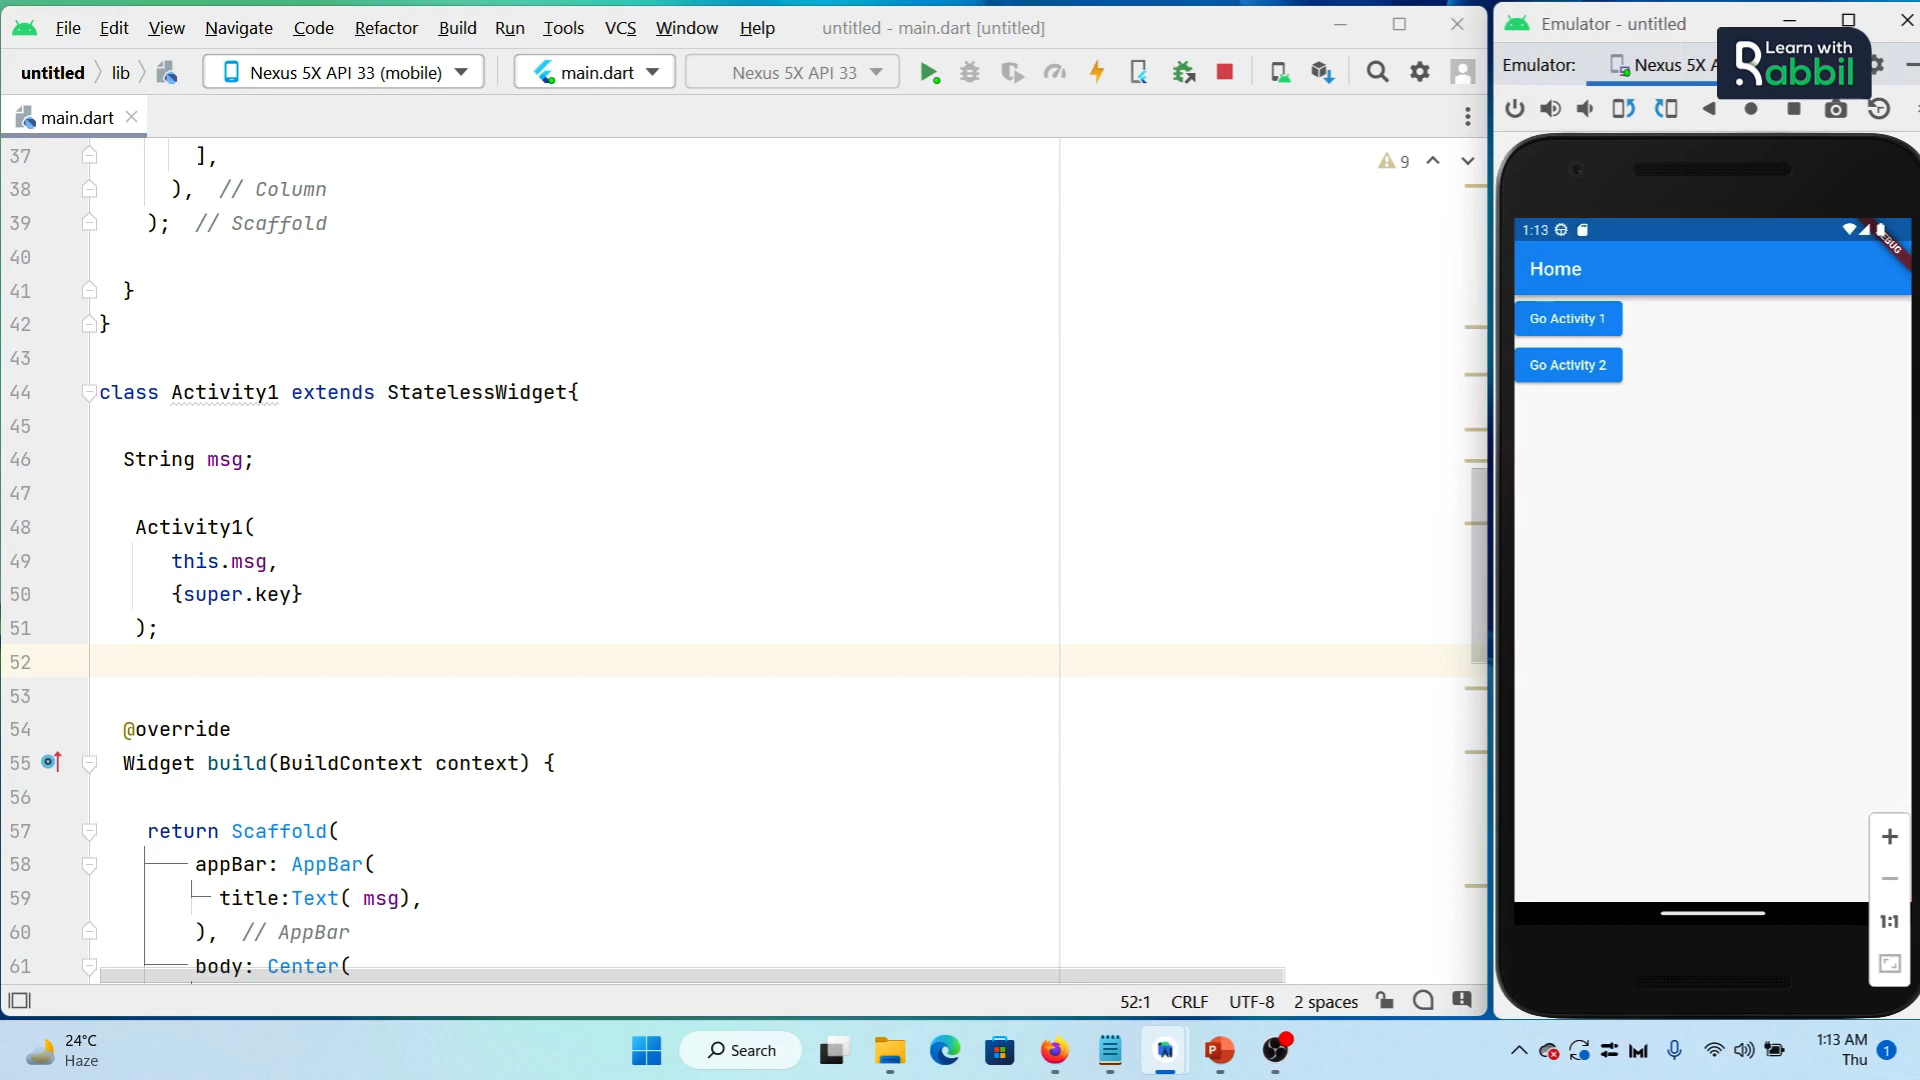 File Edit View Navigate Code Refactor Build Run Tools VCS Window Help untitled - main.dart [untitled]
untitled lib Nexus 5X API 33 (mobile) main.dart Nexus 5X API 33
main.dart
9
37 ],
38 ), // Column
39 ); // Scaffold
40
41 }
42 }
43
44 class Activity1 extends StatelessWidget{
45
46 String msg;
47
48 Activity1(
49 this.msg,
50 {super.key}
51 );
52
53
54 @override
55 Widget build(BuildContext context) {
56
57 return Scaffold(
58 appBar: AppBar(
59 title:Text( msg),
60 ), // AppBar
61 body: Center(
52:1 CRLF UTF-8 2 spaces
Emulator - untitled
Emulator: Nexus 5X A
Learn with
Rabbil
1:13
Home
Go Activity 1
Go Activity 2
1:1
24°C
Haze
Search
1:13 AM
Thu
1